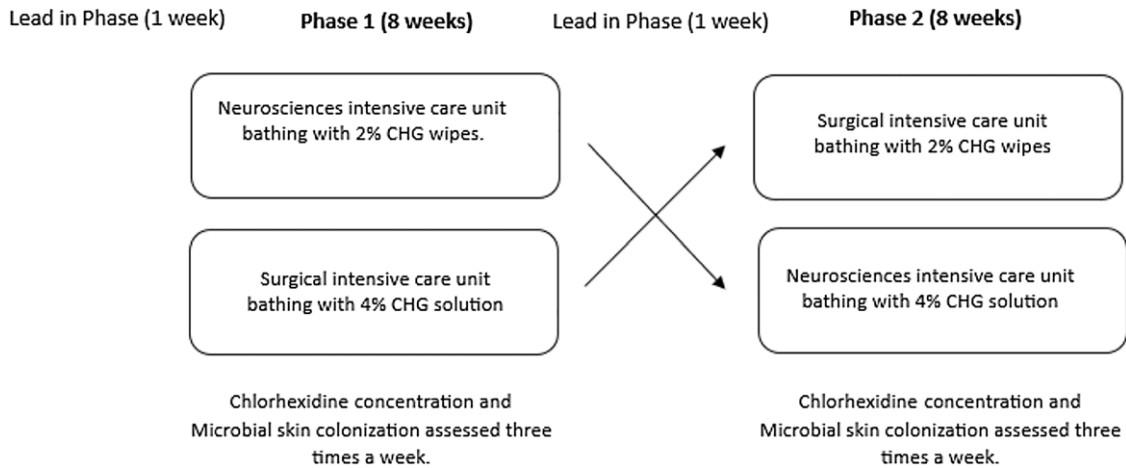 Lead in Phase (1 week)
Phase 1 (8 weeks)
Lead in Phase (1 week)
Phase 2 (8 weeks)
Neurosciences intensive care unit
bathing with 2% CHG wipes.
Surgical intensive care unit
bathing with 2% CHG wipes
Surgical intensive care unit
bathing with 4% CHG solution
Neurosciences intensive care unit
bathing with 4% CHG solution
Chlorhexidine concentration and
Microbial skin colonization assessed three
times a week.
Chlorhexidine concentration and
Microbial skin colonization assessed three
times a week.